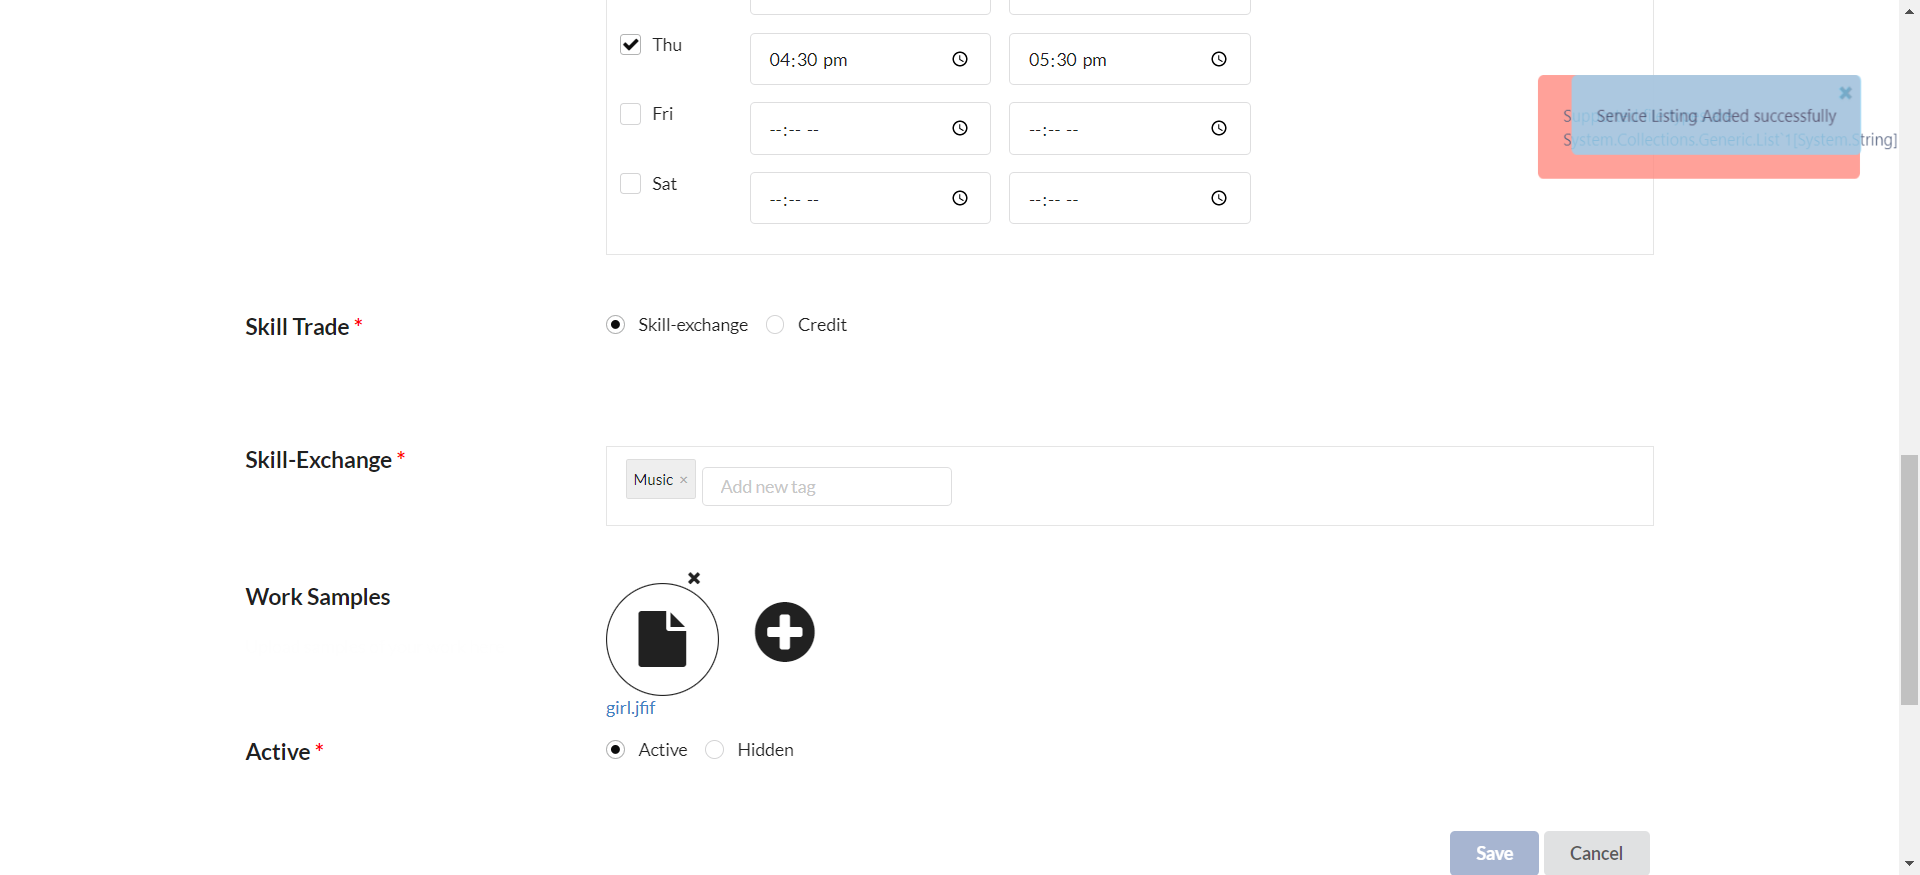 Thu
04:30 pm
05:30 pm
Fri
--:-- --
--:-- --
Sat
--:-- --
--:-- --
Service Listing Added successfully
System.Collections.Generic.List`1[System.String]
Skill Trade *
Skill-exchange
Credit
Skill-Exchange *
Music ×
Add new tag
Work Samples
girl.jfif
Active *
Active
Hidden
Save
Cancel